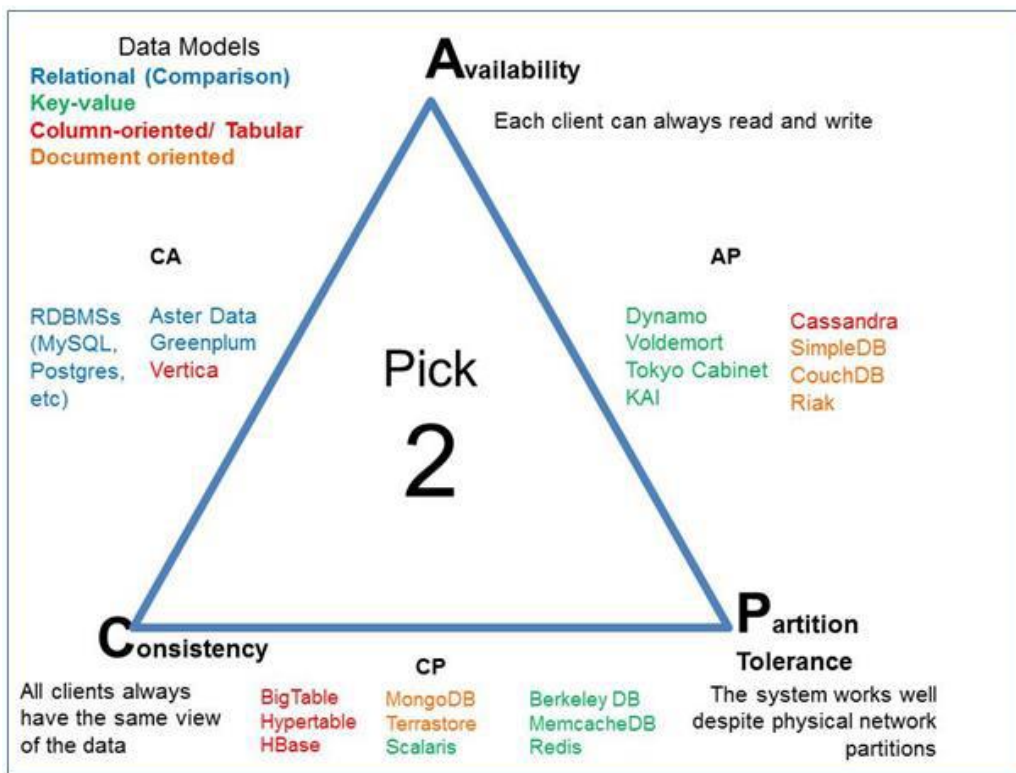 Data Models
Relational (Comparison)
Key-value
Column-oriented/ Tabular
Document oriented
Availability
Each client can always read and write
CA
RDBMSs
(MySQL,
Postgres,
etc)
Aster Data
Greenplum
Vertica
Pick
2
AP
Dynamo
Voldemort
Tokyo Cabinet
KAI
Cassandra
SimpleDB
CouchDB
Riak
Consistency
All clients always
have the same view
of the data
CP
BigTable
Hypertable
HBase
MongoDB
Terrastore
Scalaris
Berkeley DB
MemcacheDB
Redis
Partition
Tolerance
The system works well
despite physical network
partitions